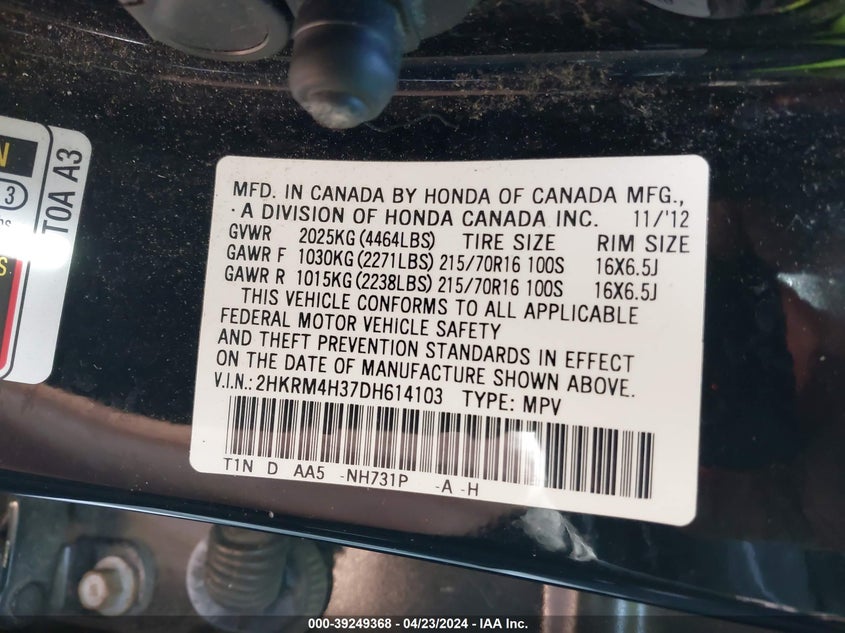 N
3
S
TOA A3
MFD. IN CANADA BY HONDA OF CANADA MFG.,
A DIVISION OF HONDA CANADA INC. 11/'12
GVWR 2025KG (4464LBS) TIRE SIZE RIM SIZE
GAWR F 1030KG (2271LBS) 215/70R16 100S 16X6.5J
GAWR R 1015KG (2238LBS) 215/70R16 100S 16X6.5J
THIS VEHICLE CONFORMS TO ALL APPLICABLE
FEDERAL MOTOR VEHICLE SAFETY
AND THEFT PREVENTION STANDARDS IN EFFECT
ON THE DATE OF MANUFACTURE SHOWN ABOVE.
V.I.N.: 2HKRM4H37DH614103 TYPE: MPV
T1N D AA5 -NH731P -A -H
000-39249368 - 04/23/2024 - IAA Inc.